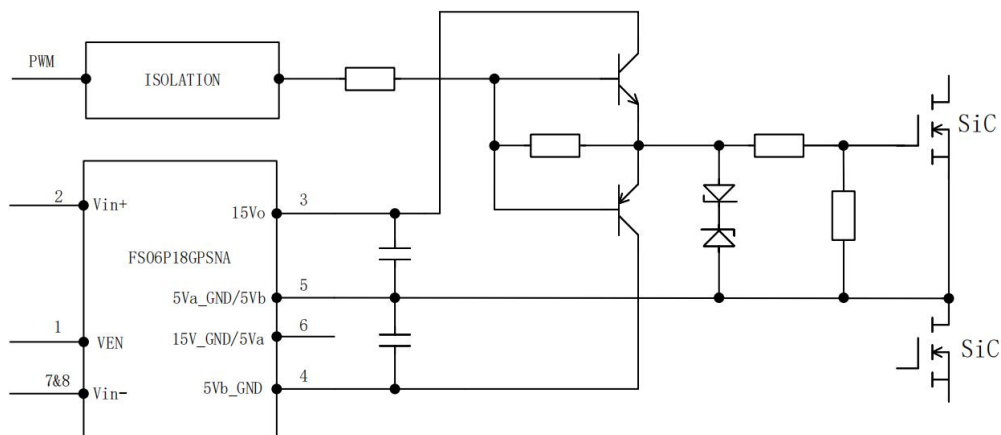 PWM
ISOLATION
SiC
2
Vin+
3
15Vo
FS06P18GPSNA
5
5Va_GND/5Vb
1
VEN
6
15V_GND/5Va
SiC
7&8
Vin-
4
5Vb_GND